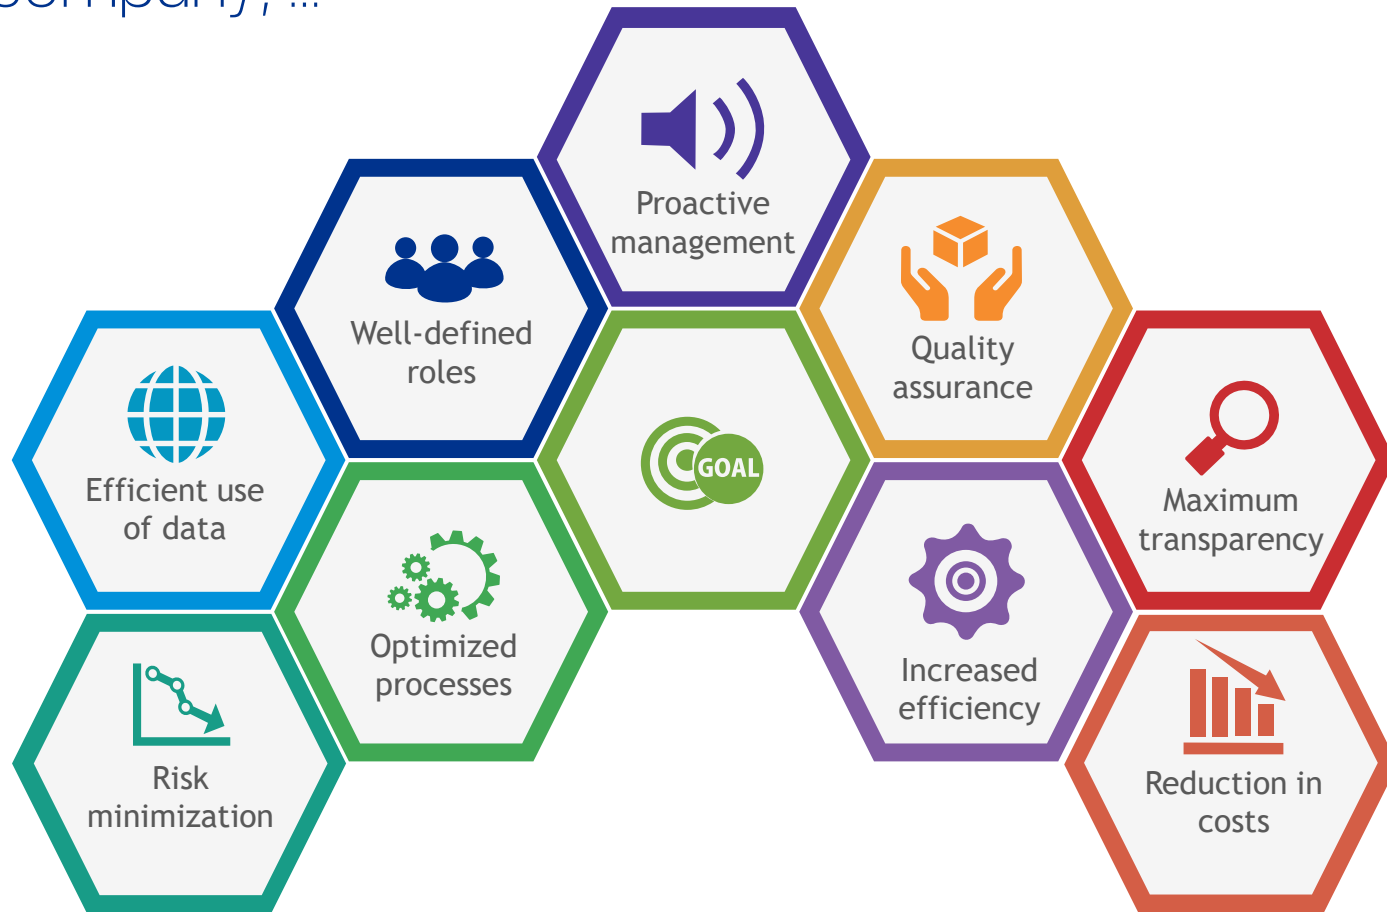 company, ...
Proactive
management
Well-defined
roles
Quality
assurance
Efficient use
of data
GOAL
Maximum
transparency
Optimized
processes
Increased
efficiency
Risk
minimization
Reduction in
costs